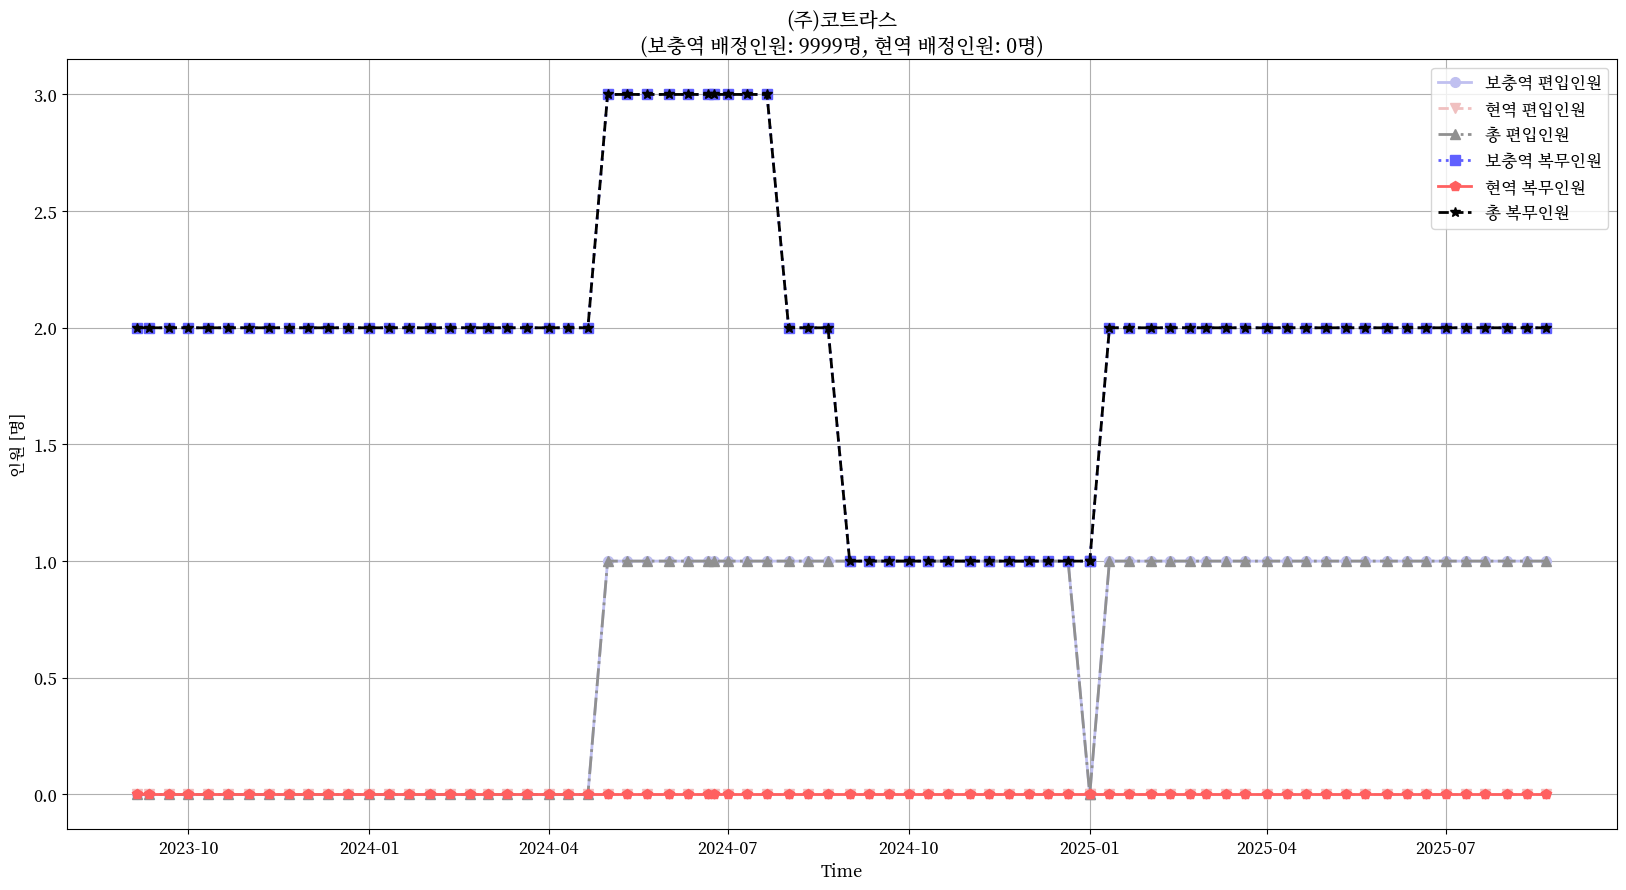 (주)코트라스
(보충역 배정인원: 9999명, 현역 배정인원: 0명)
보충역 편입인원
현역 편입인원
총 편입인원
보충역 복무인원
현역 복무인원
총 복무인원
인원 [명]
3.0
2.5
2.0
1.5
1.0
0.5
0.0
2023-10
2024-01
2024-04
2024-07
2024-10
2025-01
2025-04
2025-07
Time